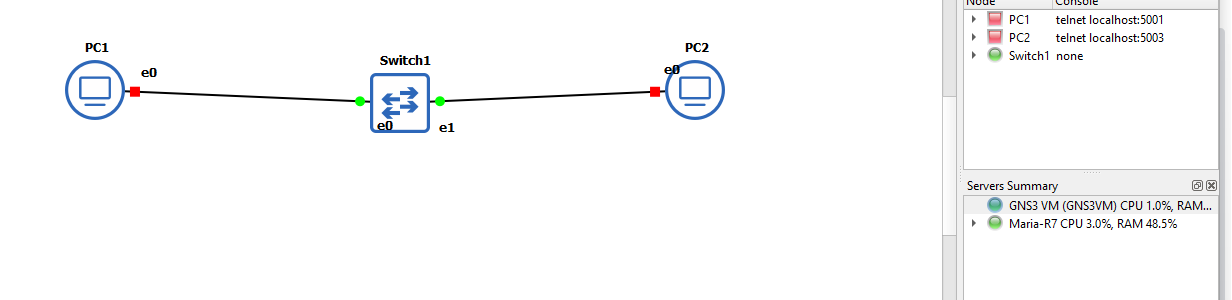 PC1
e0
Switch1
e0
e1
PC2
e0
Node Console
PC1 telnet localhost:5001
PC2 telnet localhost:5003
Switch1 none
Servers Summary
GNS3 VM (GNS3VM) CPU 1.0%, RAM...
Maria-R7 CPU 3.0%, RAM 48.5%